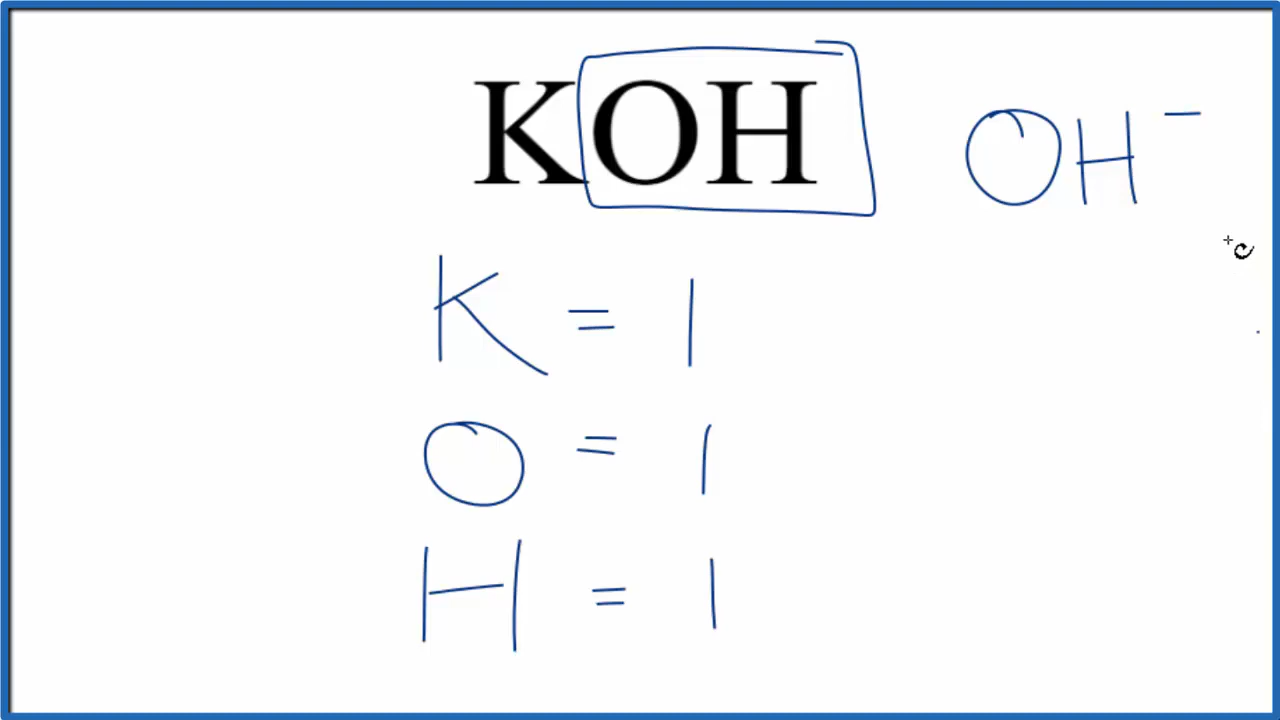 KOH
OH⁻
K = 1
O = 1
H = 1